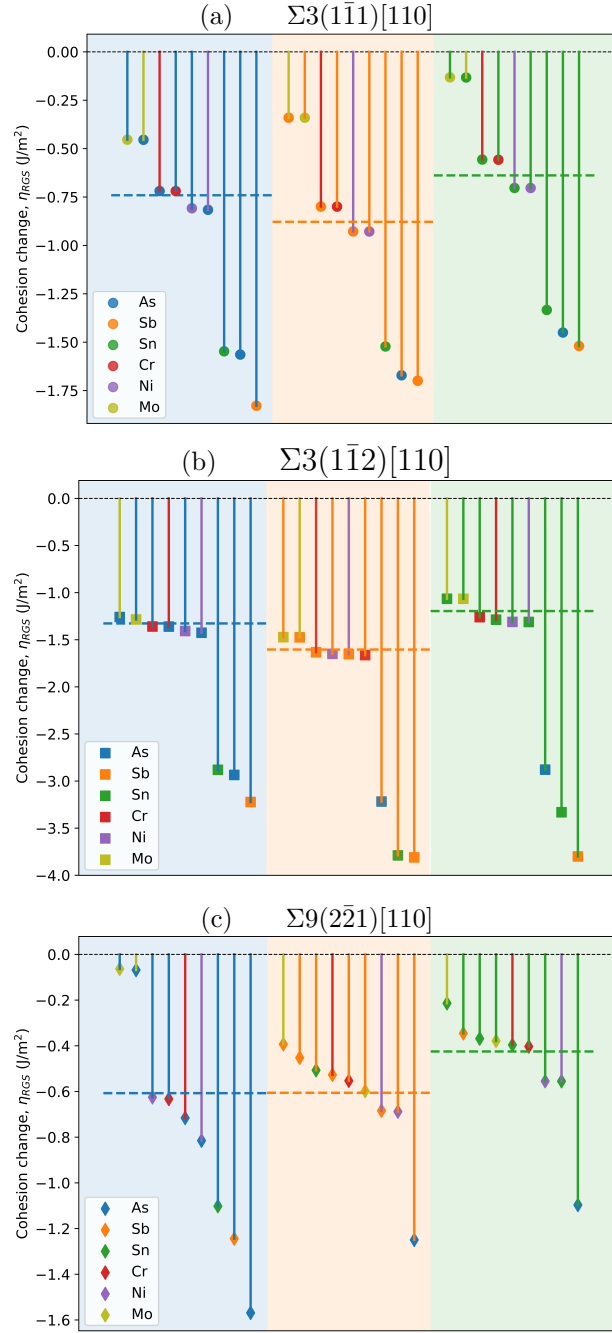 (a) Σ3(11̄1)[110]
0.00
−0.25
−0.50
−0.75
−1.00
−1.25
−1.50
−1.75
Cohesion change, ηRGS (J/m²)
As
Sb
Sn
Cr
Ni
Mo
(b) Σ3(11̄2)[110]
0.0
−0.5
−1.0
−1.5
−2.0
−2.5
−3.0
−3.5
−4.0
Cohesion change, ηRGS (J/m²)
As
Sb
Sn
Cr
Ni
Mo
(c) Σ9(22̄1)[110]
0.0
−0.2
−0.4
−0.6
−0.8
−1.0
−1.2
−1.4
−1.6
Cohesion change, ηRGS (J/m²)
As
Sb
Sn
Cr
Ni
Mo